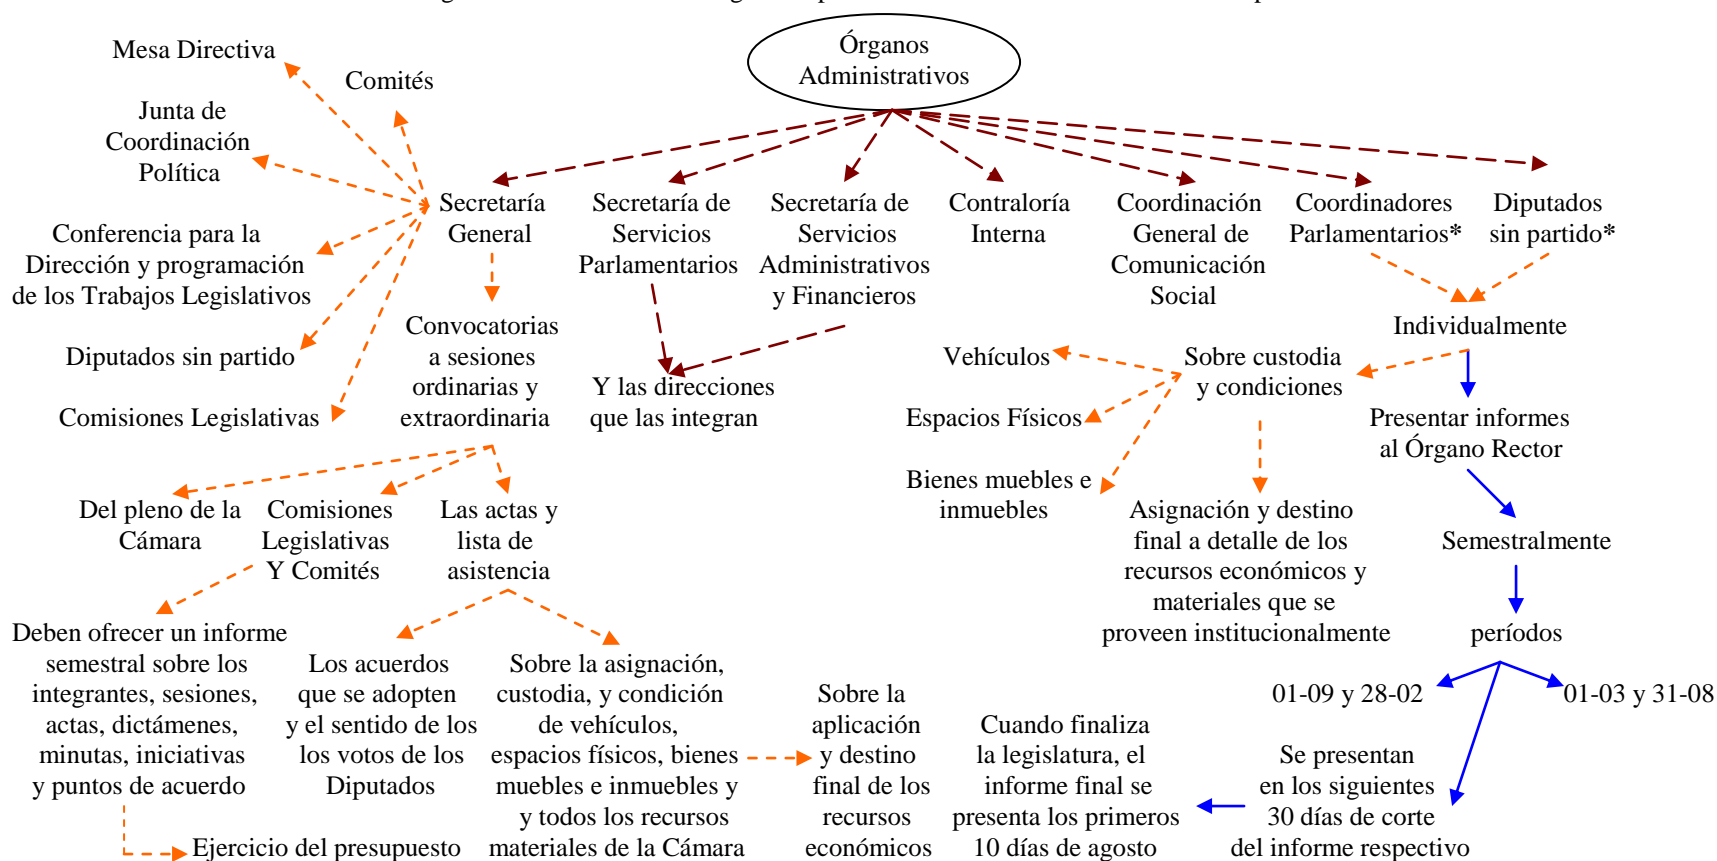 Órganos
Administrativos
Mesa Directiva
Comités
Junta de
Coordinación
Política
Conferencia para la
Dirección y programación
de los Trabajos Legislativos
Diputados sin partido
Comisiones Legislativas
Secretaría
General
Secretaría de
Servicios
Parlamentarios
Secretaría de
Servicios
Administrativos
y Financieros
Contraloría
Interna
Coordinación
General de
Comunicación
Social
Coordinadores
Parlamentarios*
Diputados
sin partido*
Convocatorias
a sesiones
ordinarias y
extraordinaria
Y las direcciones
que las integran
Individualmente
Vehículos
Sobre custodia
y condiciones
Espacios Físicos
Bienes muebles e
inmuebles
Asignación y destino
final a detalle de los
recursos económicos y
materiales que se
proveen institucionalmente
Presentar informes
al Órgano Rector
Semestralmente
períodos
01-09 y 28-02
01-03 y 31-08
Del pleno de la
Cámara
Comisiones
Legislativas
Y Comités
Las actas y
lista de
asistencia
Deben ofrecer un informe
semestral sobre los
integrantes, sesiones,
actas, dictámenes,
minutas, iniciativas
y puntos de acuerdo
Ejercicio del presupuesto
Los acuerdos
que se adopten
y el sentido de los
los votos de los
Diputados
Sobre la asignación,
custodia, y condición
de vehículos,
espacios físicos, bienes
muebles e inmuebles y
y todos los recursos
materiales de la Cámara
Sobre la
aplicación
y destino
final de los
recursos
económicos
Cuando finaliza
la legislatura, el
informe final se
presenta los primeros
10 días de agosto
Se presentan
en los siguientes
30 días de corte
del informe respectivo